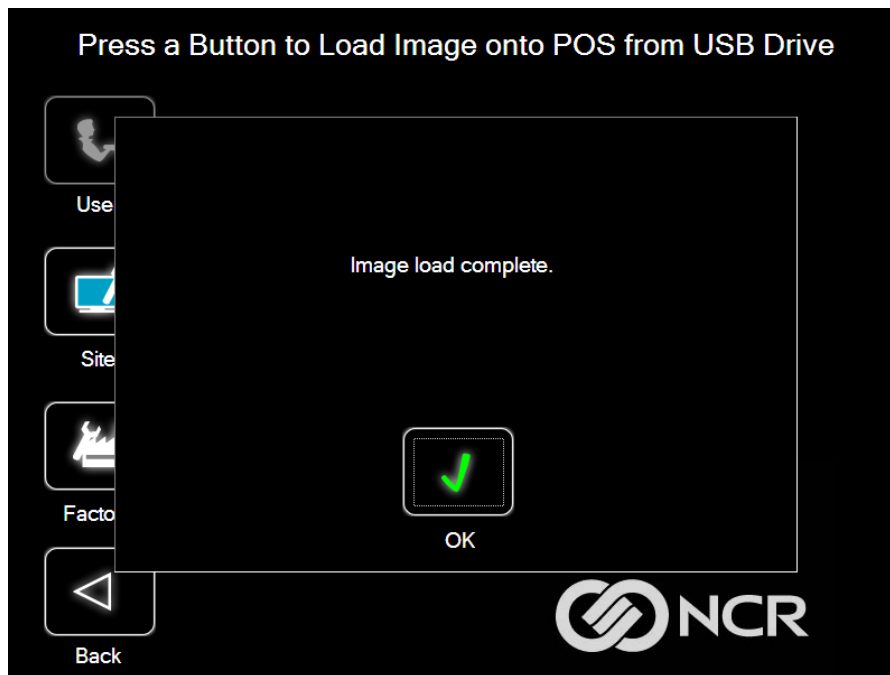 Press a Button to Load Image onto POS from USB Drive
Use
Image load complete.
Site
Facto
OK
NCR
Back